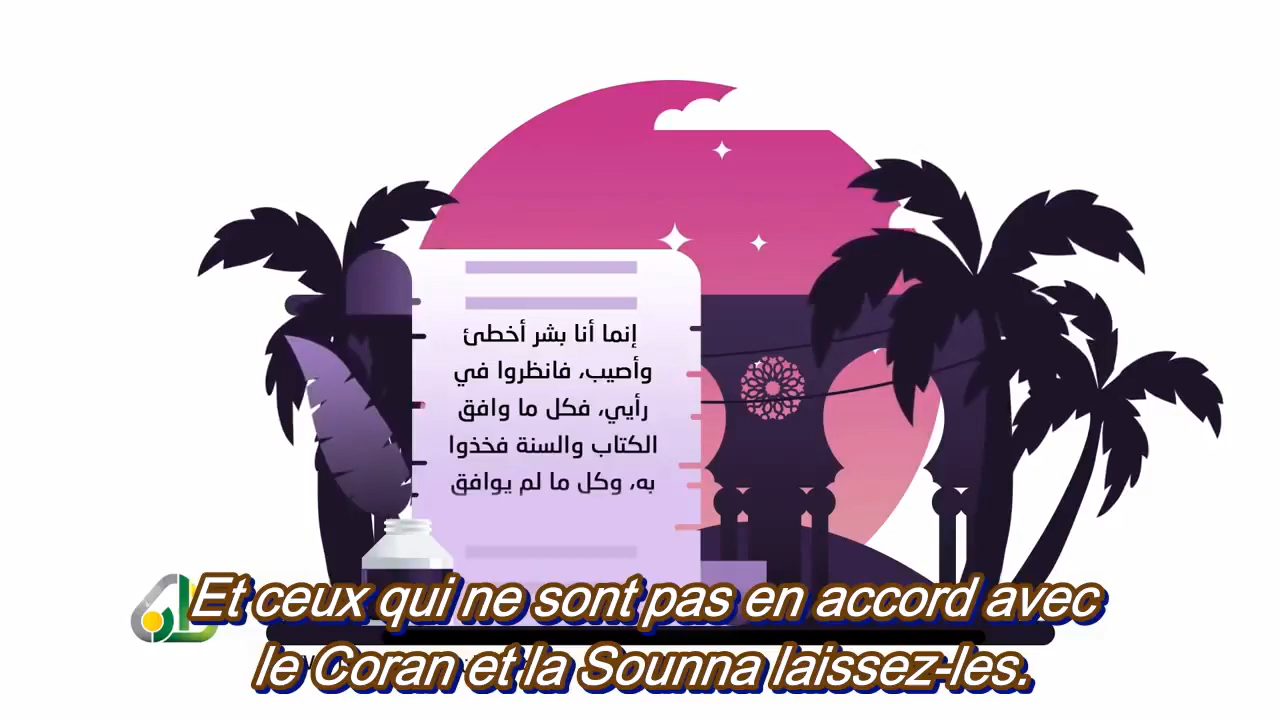 إنما أنا بشر أخطئ
وأصيب، فانظروا في
رأيي، فكل ما وافق
الكتاب والسنة فخذوا
به، وكل ما لم يوافق
Et ceux qui ne sont pas en accord avec
le Coran et la Sounna laissez-les.